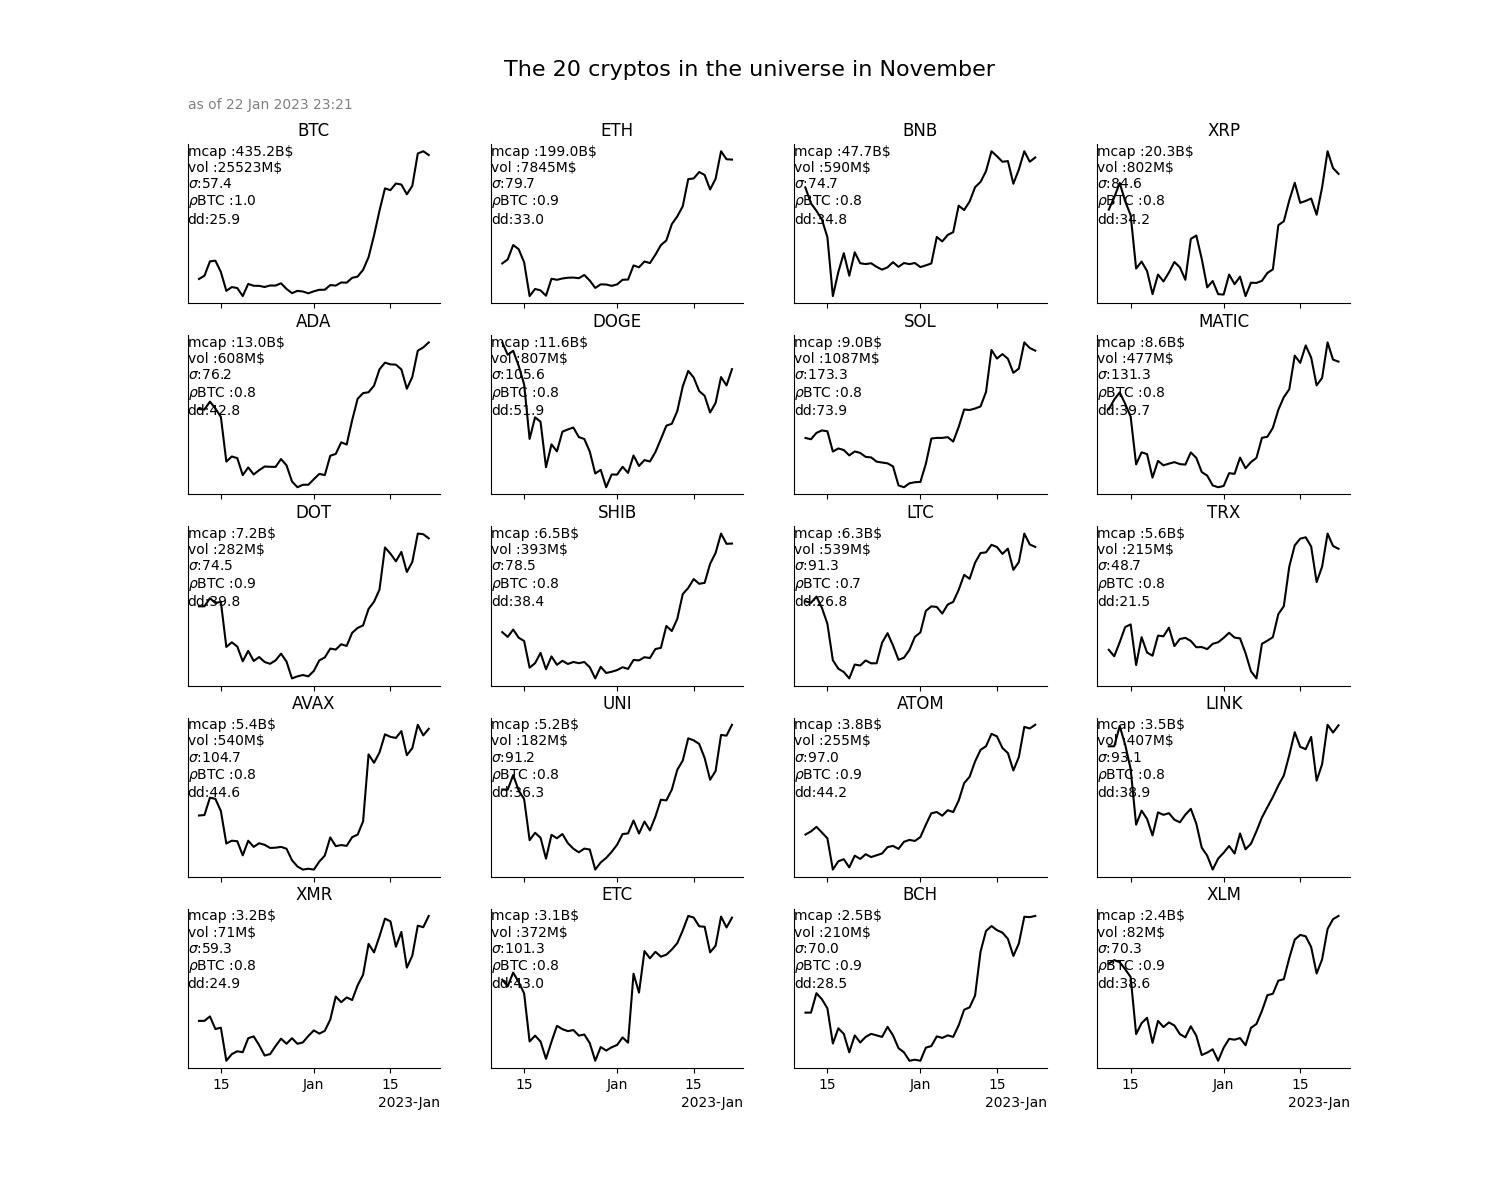 The 20 cryptos in the universe in November
as of 22 Jan 2023 23:21
BTC
mcap :435.2B$
vol :25523M$
σ:57.4
ρBTC :1.0
dd:25.9
ETH
mcap :199.0B$
vol :7845M$
σ:79.7
ρBTC :0.9
dd:33.0
BNB
mcap :47.7B$
vol :590M$
σ:74.7
ρBTC :0.8
dd:34.8
XRP
mcap :20.3B$
vol :802M$
σ:84.6
ρBTC :0.8
dd:34.2
ADA
mcap :13.0B$
vol :608M$
σ:76.2
ρBTC :0.8
dd:42.8
DOGE
mcap :11.6B$
vol :807M$
σ:105.6
ρBTC :0.8
dd:51.9
SOL
mcap :9.0B$
vol :1087M$
σ:173.3
ρBTC :0.8
dd:73.9
MATIC
mcap :8.6B$
vol :477M$
σ:131.3
ρBTC :0.8
dd:39.7
DOT
mcap :7.2B$
vol :282M$
σ:74.5
ρBTC :0.9
dd:39.8
SHIB
mcap :6.5B$
vol :393M$
σ:78.5
ρBTC :0.8
dd:38.4
LTC
mcap :6.3B$
vol :539M$
σ:91.3
ρBTC :0.7
dd:26.8
TRX
mcap :5.6B$
vol :215M$
σ:48.7
ρBTC :0.8
dd:21.5
AVAX
mcap :5.4B$
vol :540M$
σ:104.7
ρBTC :0.8
dd:44.6
UNI
mcap :5.2B$
vol :182M$
σ:91.2
ρBTC :0.8
dd:36.3
ATOM
mcap :3.8B$
vol :255M$
σ:97.0
ρBTC :0.9
dd:44.2
LINK
mcap :3.5B$
vol :407M$
σ:93.1
ρBTC :0.8
dd:38.9
XMR
mcap :3.2B$
vol :71M$
σ:59.3
ρBTC :0.8
dd:24.9
15 Jan 15
2023-Jan
ETC
mcap :3.1B$
vol :372M$
σ:101.3
ρBTC :0.8
dd:43.0
15 Jan 15
2023-Jan
BCH
mcap :2.5B$
vol :210M$
σ:70.0
ρBTC :0.9
dd:28.5
15 Jan 15
2023-Jan
XLM
mcap :2.4B$
vol :82M$
σ:70.3
ρBTC :0.9
dd:38.6
15 Jan 15
2023-Jan